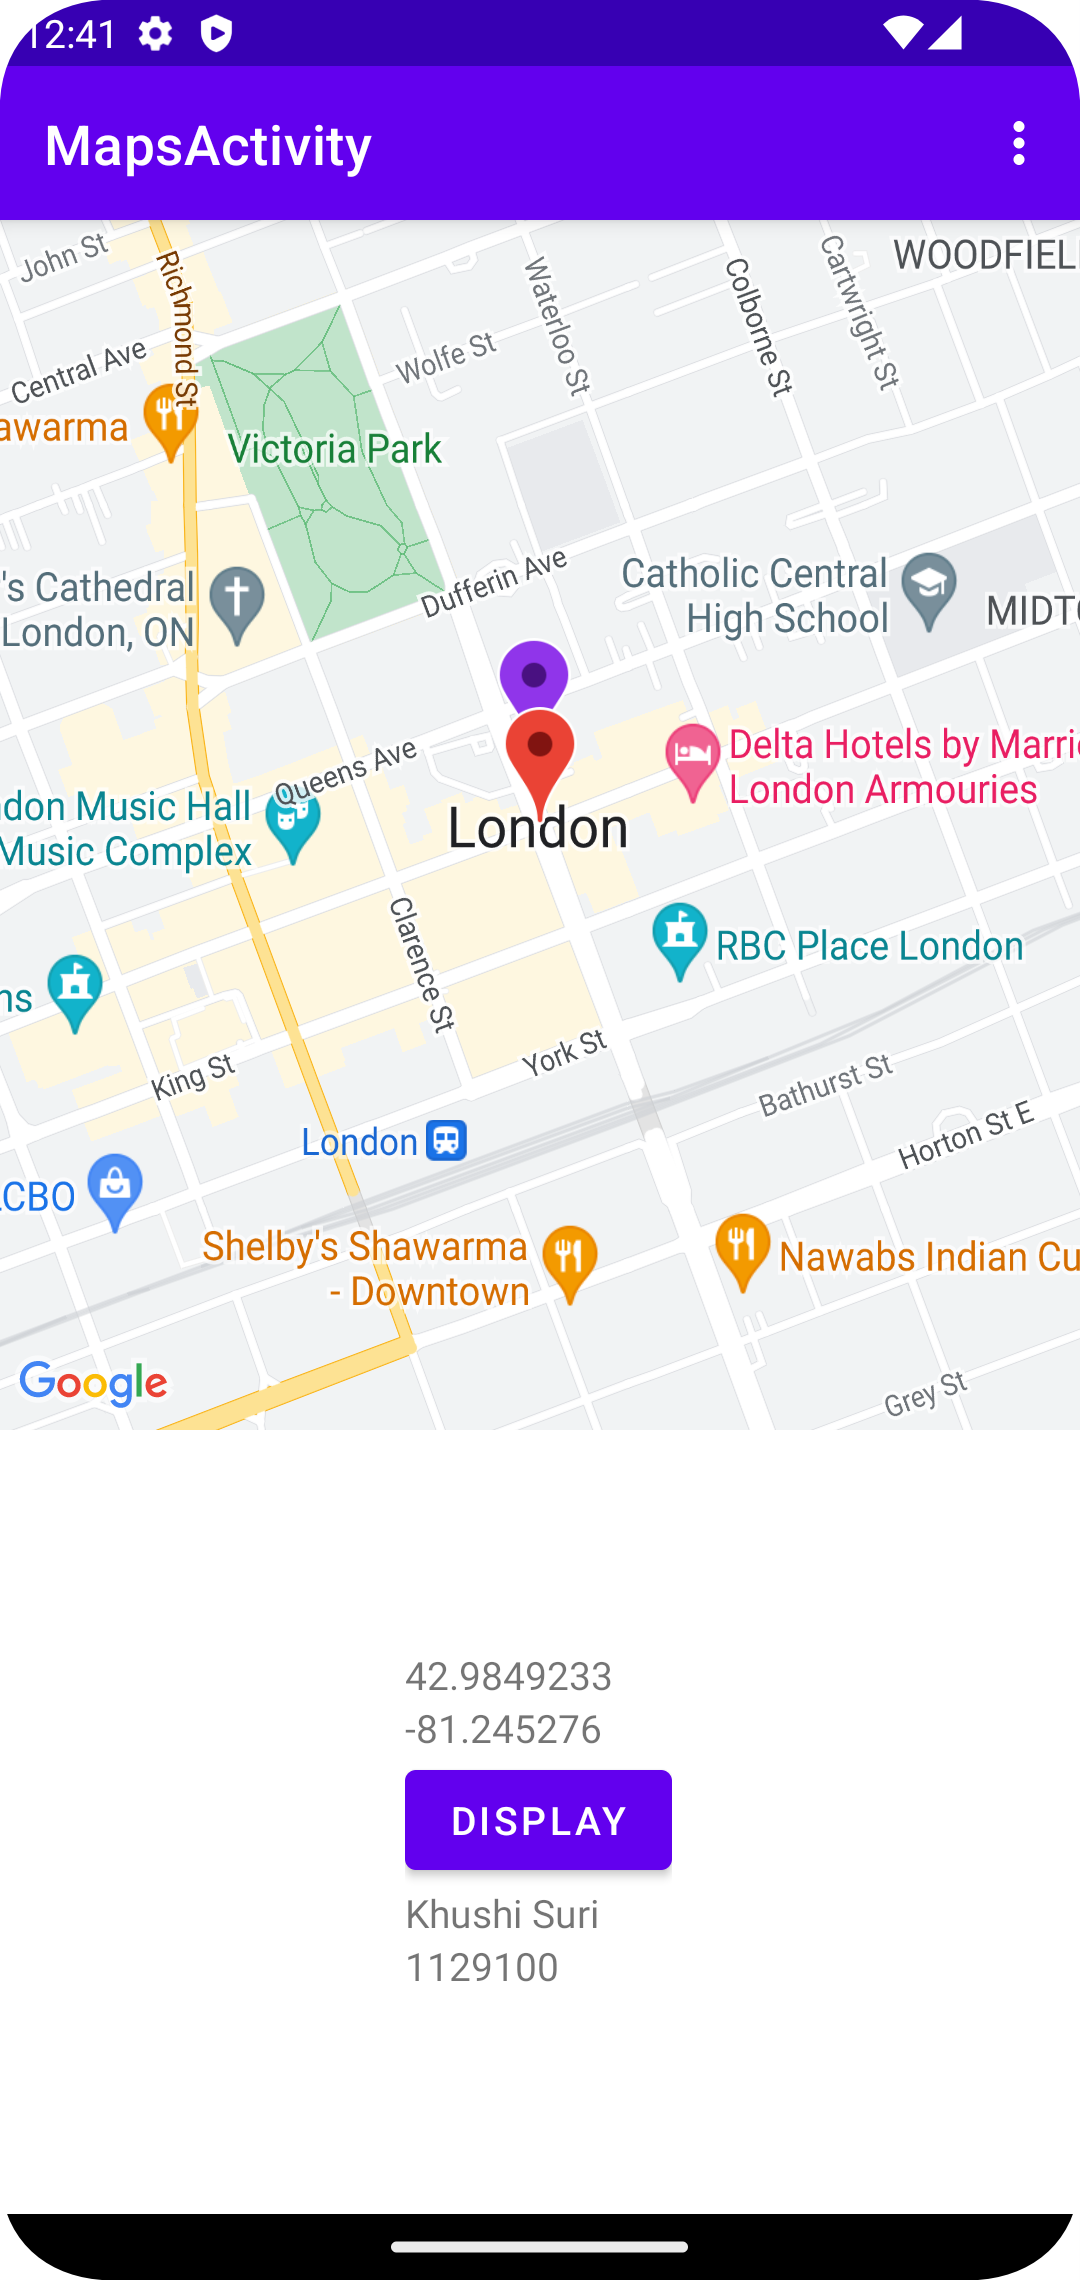 12:41
MapsActivity
John St
Richmond St
Waterloo St
Colborne St
Cartwright St
WOODFIEL
Central Ave
Wolfe St
awarma
Victoria Park
Dufferin Ave
Catholic Central
High School
MIDT
's Cathedral
London, ON
Queens Ave
Delta Hotels by Marri
London Armouries
don Music Hall
Music Complex
London
Clarence St
RBC Place London
ns
York St
King St
Bathurst St
Horton St E
London
CBO
Shelby's Shawarma
- Downtown
Nawabs Indian Cu
Google
Grey St
42.9849233
-81.245276
DISPLAY
Khushi Suri
1129100